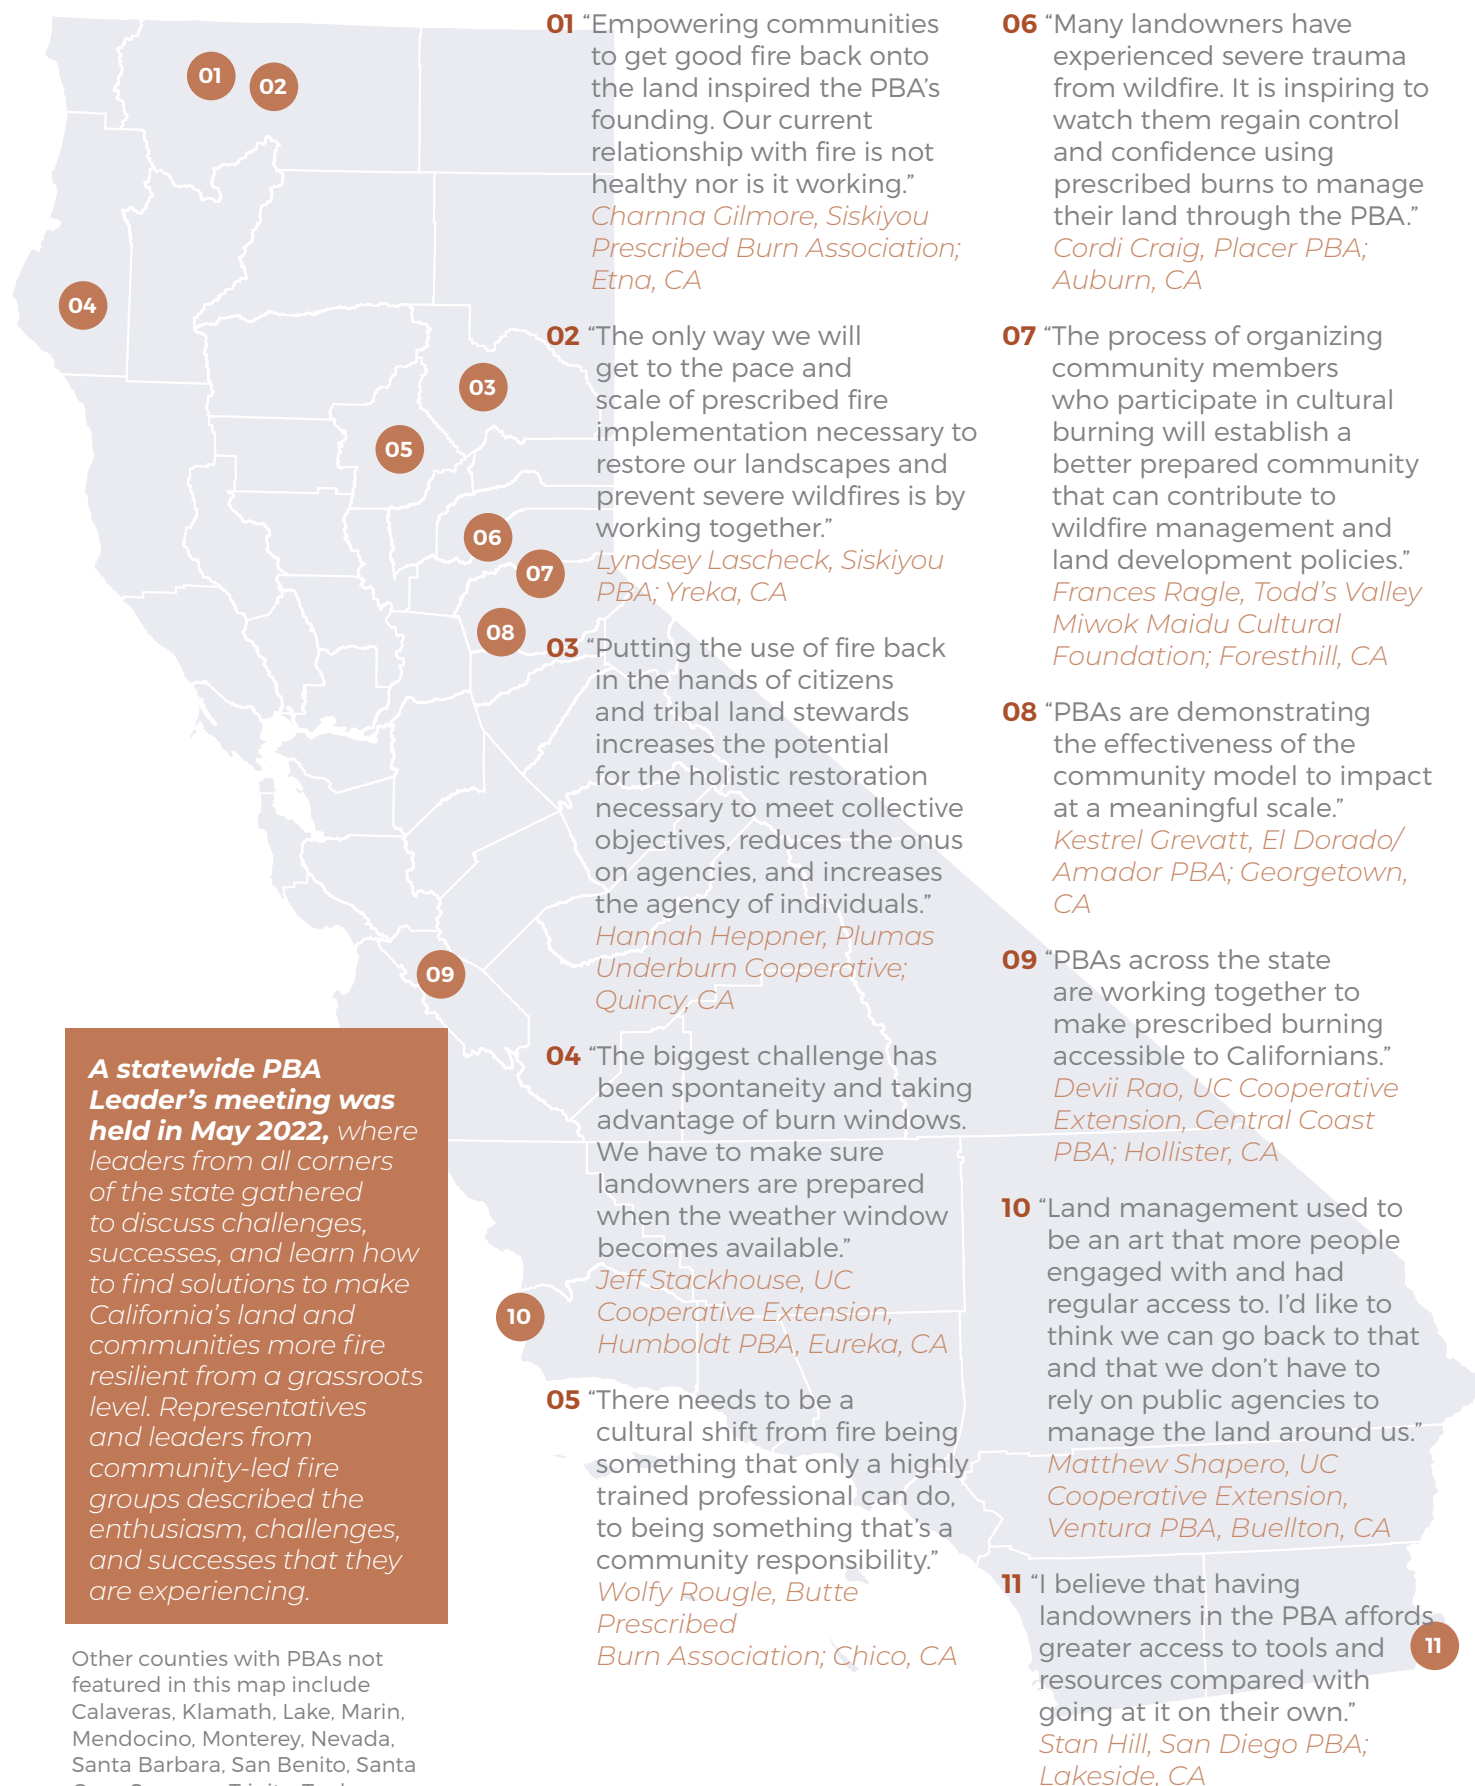 01
02
04
03
05
06
07
08
09
10
11
01 “Empowering communities
to get good fire back onto
the land inspired the PBA’s
founding. Our current
relationship with fire is not
healthy nor is it working.”
Charnna Gilmore, Siskiyou
Prescribed Burn Association;
Etna, CA
02 “The only way we will
get to the pace and
scale of prescribed fire
implementation necessary to
restore our landscapes and
prevent severe wildfires is by
working together.”
Lyndsey Lascheck, Siskiyou
PBA; Yreka, CA
03 “Putting the use of fire back
in the hands of citizens
and tribal land stewards
increases the potential
for the holistic restoration
necessary to meet collective
objectives, reduces the onus
on agencies, and increases
the agency of individuals.”
Hannah Heppner, Plumas
Underburn Cooperative;
Quincy, CA
04 “The biggest challenge has
been spontaneity and taking
advantage of burn windows.
We have to make sure
landowners are prepared
when the weather window
becomes available.”
Jeff Stackhouse, UC
Cooperative Extension,
Humboldt PBA, Eureka, CA
05 “There needs to be a
cultural shift from fire being
something that only a highly
trained professional can do,
to being something that’s a
community responsibility.”
Wolfy Rougle, Butte
Prescribed
Burn Association; Chico, CA
06 “Many landowners have
experienced severe trauma
from wildfire. It is inspiring to
watch them regain control
and confidence using
prescribed burns to manage
their land through the PBA.”
Cordi Craig, Placer PBA;
Auburn, CA
07 “The process of organizing
community members
who participate in cultural
burning will establish a
better prepared community
that can contribute to
wildfire management and
land development policies.”
Frances Ragle, Todd’s Valley
Miwok Maidu Cultural
Foundation; Foresthill, CA
08 “PBAs are demonstrating
the effectiveness of the
community model to impact
at a meaningful scale.”
Kestrel Grevatt, El Dorado/
Amador PBA; Georgetown,
CA
09 “PBAs across the state
are working together to
make prescribed burning
accessible to Californians.”
Devii Rao, UC Cooperative
Extension, Central Coast
PBA; Hollister, CA
10 “Land management used to
be an art that more people
engaged with and had
regular access to. I’d like to
think we can go back to that
and that we don’t have to
rely on public agencies to
manage the land around us.”
Matthew Shapero, UC
Cooperative Extension,
Ventura PBA, Buellton, CA
11 “I believe that having
landowners in the PBA affords
greater access to tools and
resources compared with
going at it on their own.”
Stan Hill, San Diego PBA;
Lakeside, CA
A statewide PBA
Leader’s meeting was
held in May 2022, where
leaders from all corners
of the state gathered
to discuss challenges,
successes, and learn how
to find solutions to make
California’s land and
communities more fire
resilient from a grassroots
level. Representatives
and leaders from
community-led fire
groups described the
enthusiasm, challenges,
and successes that they
are experiencing.
Other counties with PBAs not
featured in this map include
Calaveras, Klamath, Lake, Marin,
Mendocino, Monterey, Nevada,
Santa Barbara, San Benito, Santa